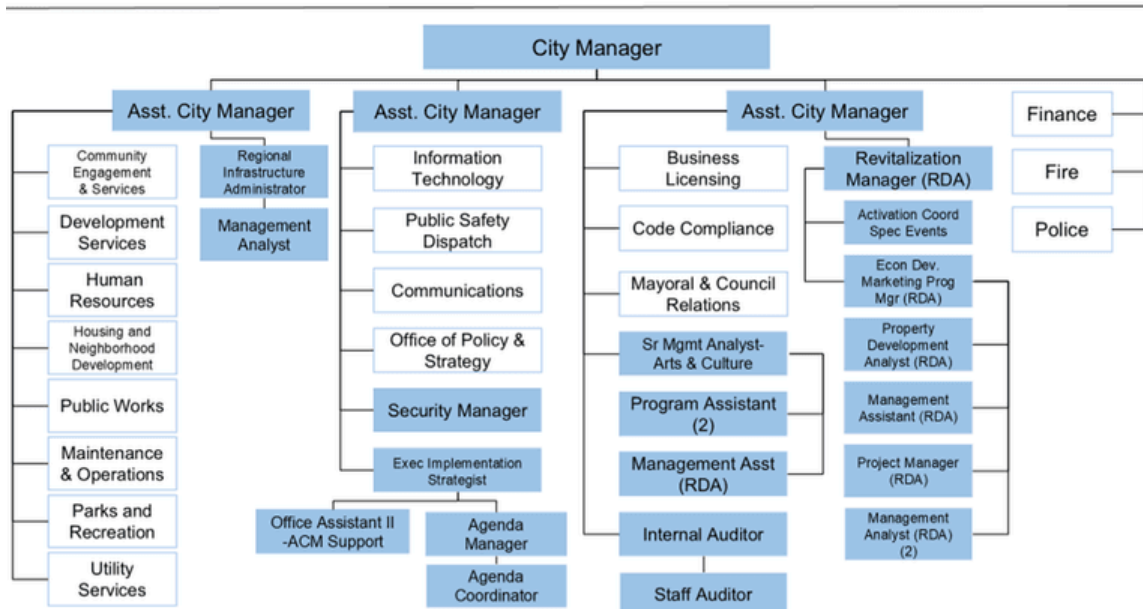 City Manager
Asst. City Manager
Community
Engagement
& Services
Development
Services
Human
Resources
Housing and
Neighborhood
Development
Public Works
Maintenance
& Operations
Parks and
Recreation
Utility
Services
Regional
Infrastructure
Administrator
Management
Analyst
Asst. City Manager
Information
Technology
Public Safety
Dispatch
Communications
Office of Policy &
Strategy
Security Manager
Exec Implementation
Strategist
Office Assistant II
-ACM Support
Agenda
Manager
Agenda
Coordinator
Asst. City Manager
Business
Licensing
Code Compliance
Mayoral & Council
Relations
Sr Mgmt Analyst-
Arts & Culture
Program Assistant
(2)
Management Asst
(RDA)
Internal Auditor
Staff Auditor
Revitalization
Manager (RDA)
Activation Coord
Spec Events
Econ Dev.
Marketing Prog
Mgr (RDA)
Property
Development
Analyst (RDA)
Management
Assistant (RDA)
Project Manager
(RDA)
Management
Analyst (RDA)
(2)
Finance
Fire
Police